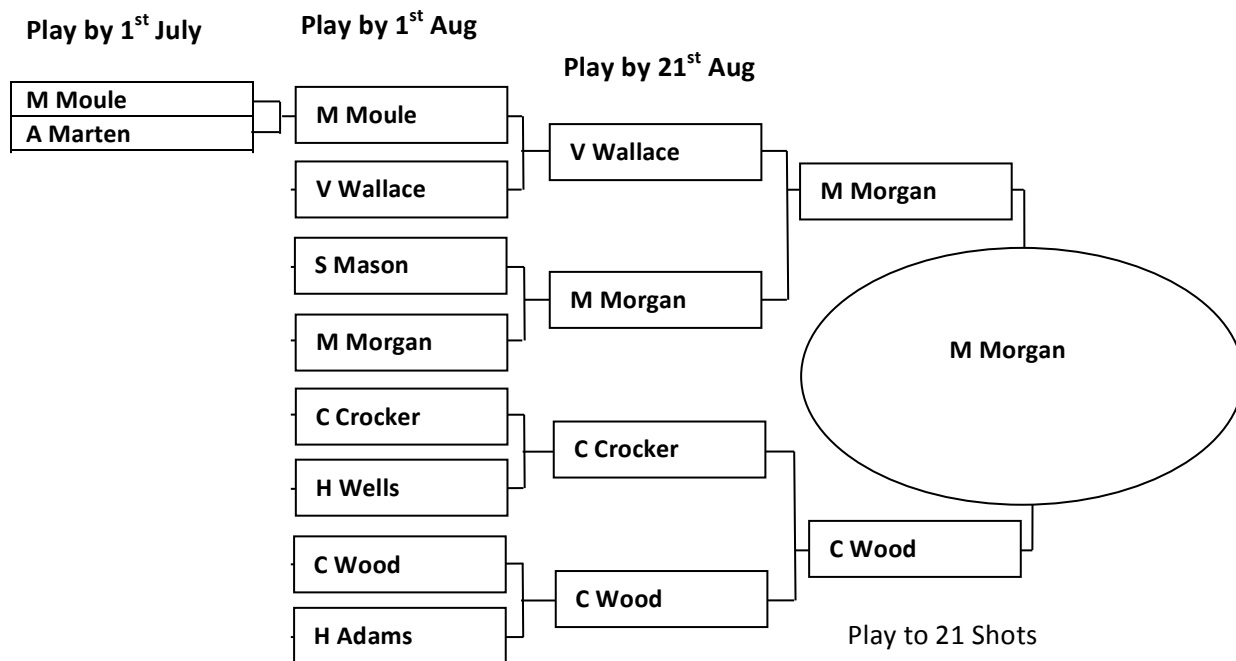 Play by 1st July
Play by 1st Aug
Play by 21st Aug
M Moule
A Marten
M Moule
V Wallace
S Mason
M Morgan
C Crocker
H Wells
C Wood
H Adams
V Wallace
M Morgan
C Crocker
C Wood
M Morgan
C Wood
M Morgan
Play to 21 Shots